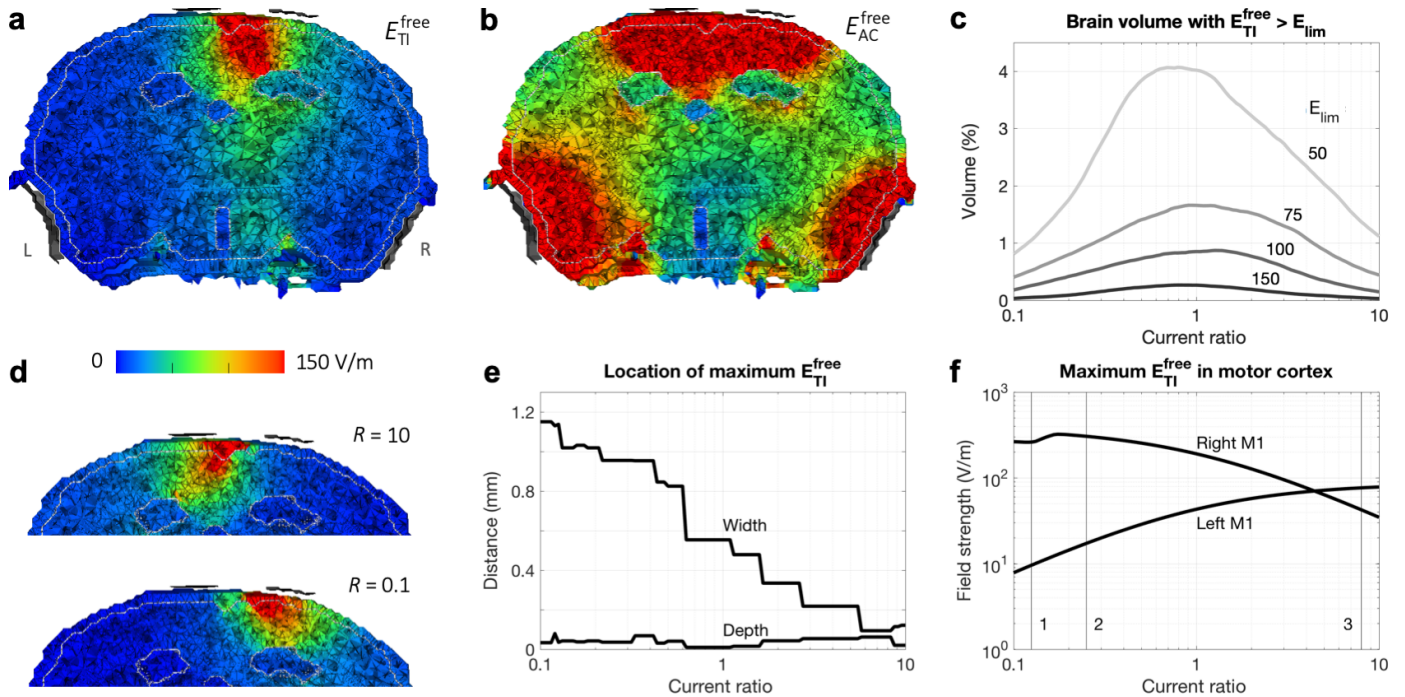 a
E_TI^free
L
R
b
E_AC^free
c
Brain volume with E_TI^free > E_lim
Volume (%)
4
3
2
1
0
E_lim
50
75
100
150
0.1
1
10
Current ratio
0
150 V/m
d
R = 10
R = 0.1
e
Location of maximum E_TI^free
Distance (mm)
1.2
0.8
0.4
0
Width
Depth
0.1
1
10
Current ratio
f
Maximum E_TI^free in motor cortex
Field strength (V/m)
10^3
10^2
10^1
10^0
Right M1
Left M1
1
2
3
0.1
1
10
Current ratio